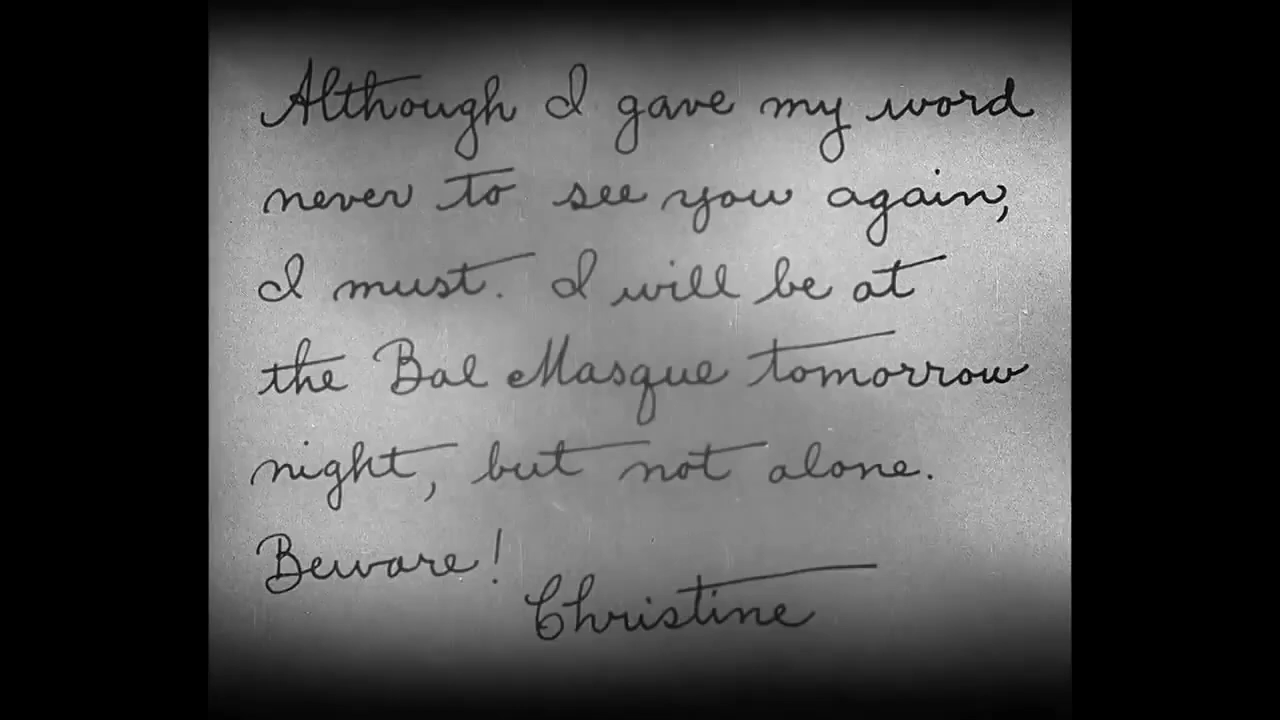 Although I gave my word
never to see you again,
I must. I will be at
the Bal Masque tomorrow
night, but not alone.
Beware!
Christine